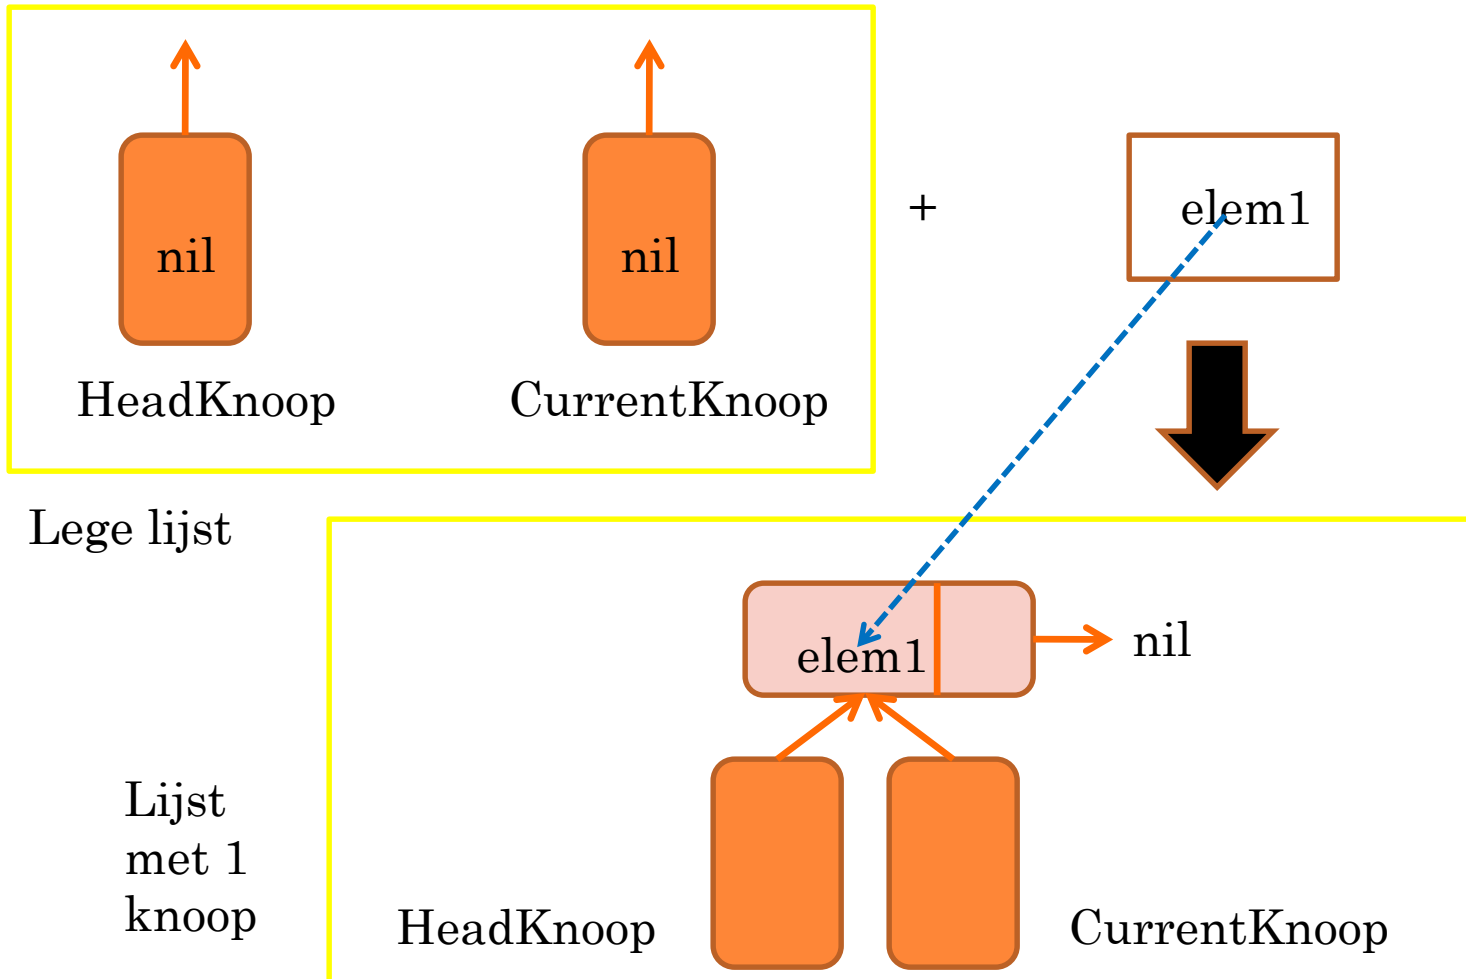 nil
nil
+
elem1
HeadKnoop
CurrentKnoop
Lege lijst
elem1
nil
Lijst
met 1
knoop
HeadKnoop
CurrentKnoop